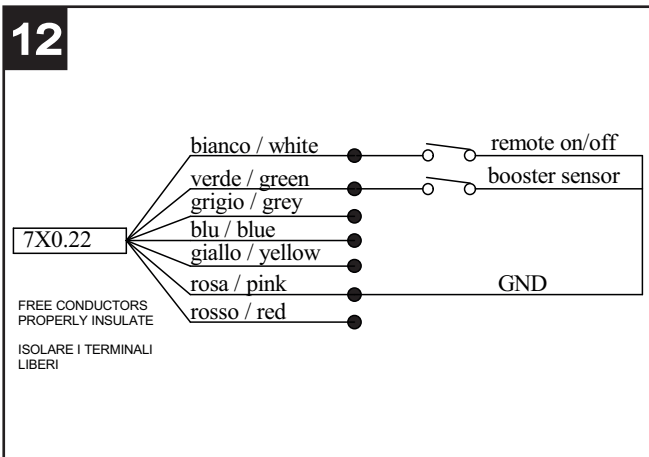 12
bianco / white
remote on/off
verde / green
booster sensor
grigio / grey
7X0.22
blu / blue
giallo / yellow
rosa / pink
GND
rosso / red
FREE CONDUCTORS
PROPERLY INSULATE
ISOLARE I TERMINALI
LIBERI